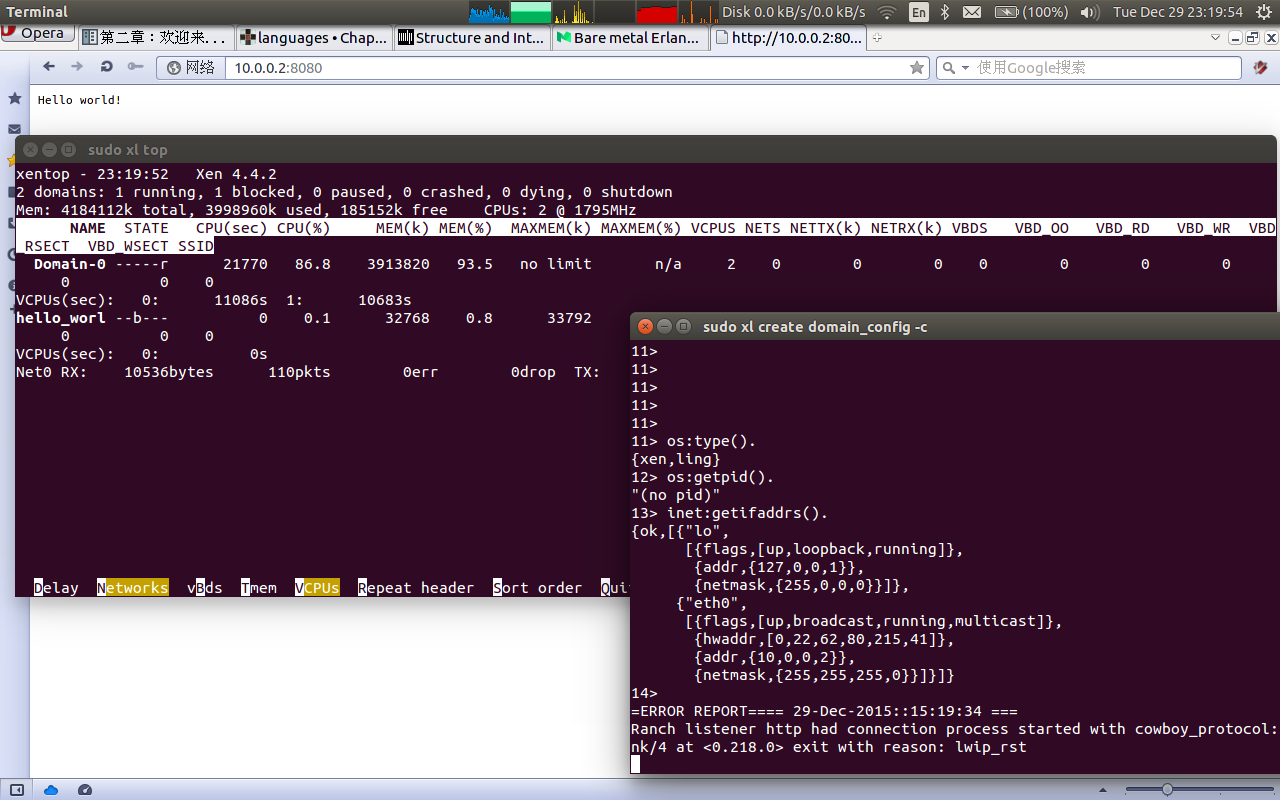 Terminal
Disk 0.0 kB/s/0.0 kB/s En (100%) Tue Dec 29 23:19:54
Opera 第二章：欢迎来... languages • Chap... Structure and Int... Bare metal Erlan... http://10.0.0.2:80...
网络 10.0.0.2:8080 使用Google搜索
Hello world!
sudo xl top
xentop - 23:19:52 Xen 4.4.2
2 domains: 1 running, 1 blocked, 0 paused, 0 crashed, 0 dying, 0 shutdown
Mem: 4184112k total, 3998960k used, 185152k free CPUs: 2 @ 1795MHz
NAME STATE CPU(sec) CPU(%) MEM(k) MEM(%) MAXMEM(k) MAXMEM(%) VCPUS NETS NETTX(k) NETRX(k) VBDS VBD_OO VBD_RD VBD_WR VBD
_RSECT VBD_WSECT SSID
Domain-0 -----r 21770 86.8 3913820 93.5 no limit n/a 2 0 0 0 0 0 0 0
0 0 0
VCPUs(sec): 0: 11086s 1: 10683s
hello_worl --b--- 0 0.1 32768 0.8 33792
0 0 0
VCPUs(sec): 0: 0s
Net0 RX: 10536bytes 110pkts 0err 0drop TX:
Delay Networks vBds Tmem VCPUs Repeat header Sort order Qui
sudo xl create domain_config -c
11>
11>
11>
11>
11>
11> os:type().
{xen,ling}
12> os:getpid().
"(no pid)"
13> inet:getifaddrs().
{ok,[{"lo",
[{flags,[up,loopback,running]},
{addr,{127,0,0,1}},
{netmask,{255,0,0,0}}]},
{"eth0",
[{flags,[up,broadcast,running,multicast]},
{hwaddr,[0,22,62,80,215,41]},
{addr,{10,0,0,2}},
{netmask,{255,255,255,0}}]}]}
14>
=ERROR REPORT==== 29-Dec-2015::15:19:34 ===
Ranch listener http had connection process started with cowboy_protocol:
nk/4 at <0.218.0> exit with reason: lwip_rst